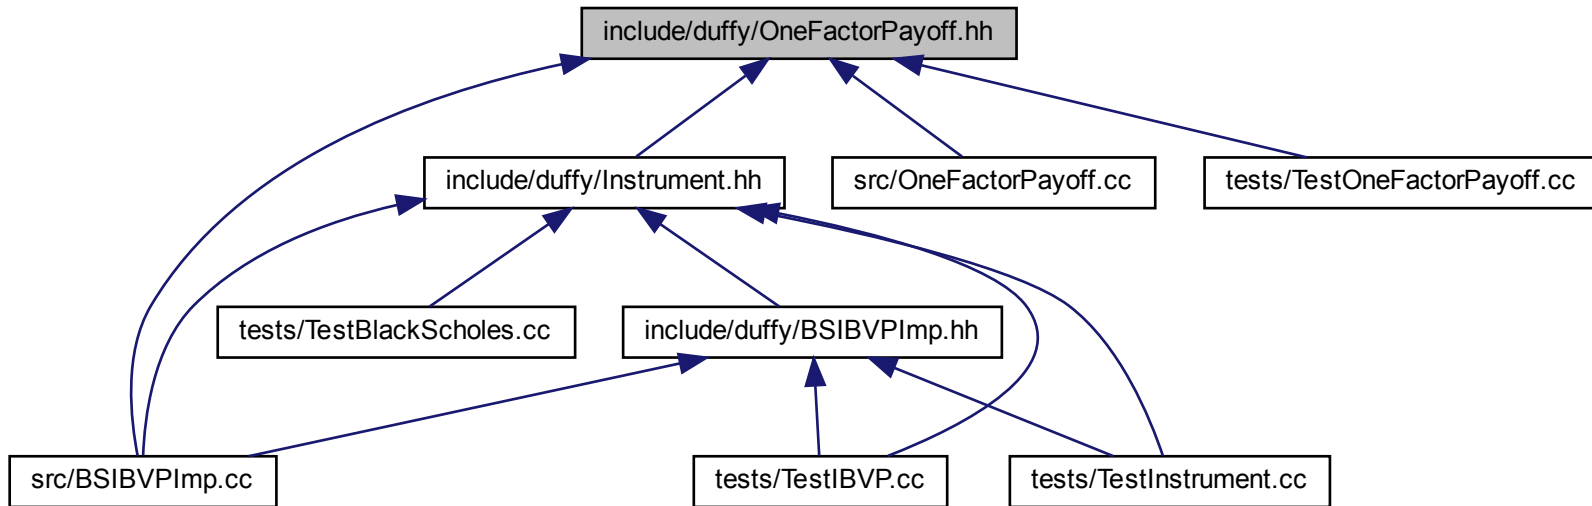 include/duffy/OneFactorPayoff.hh
include/duffy/Instrument.hh
src/OneFactorPayoff.cc
tests/TestOneFactorPayoff.cc
tests/TestBlackScholes.cc
include/duffy/BSIBVPImp.hh
src/BSIBVPImp.cc
tests/TestIBVP.cc
tests/TestInstrument.cc